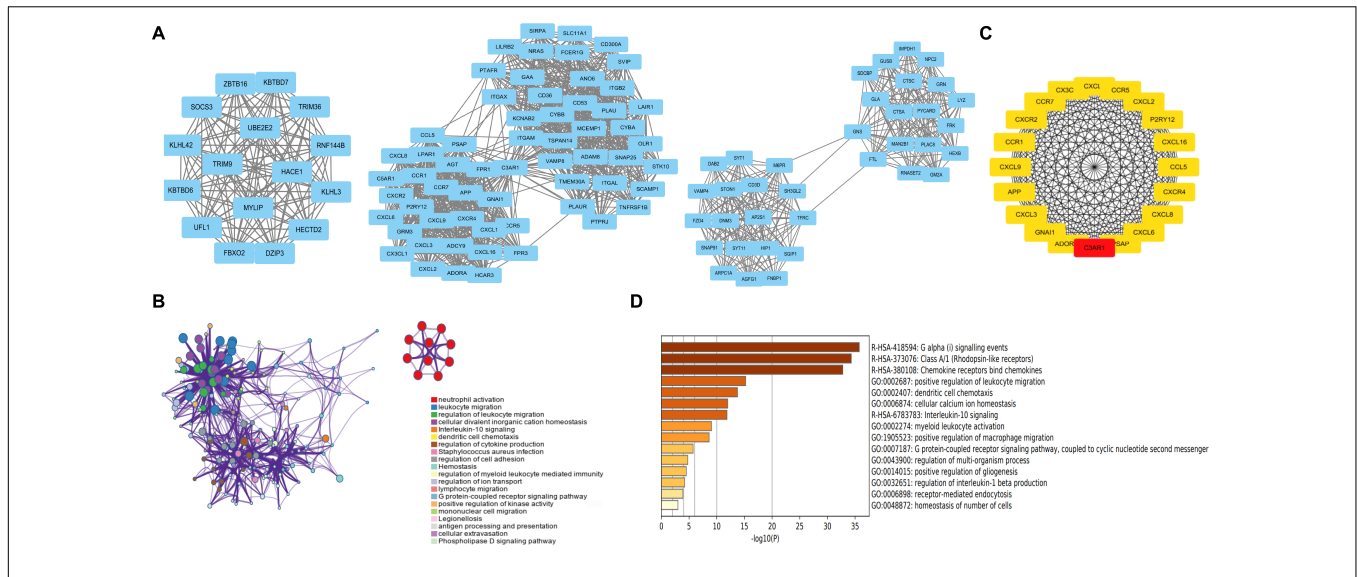 A
ZBTB16
KBTBD7
SOCS3
TRIM36
UBE2E2
KLHL42
RNF144B
TRIM9
HACE1
KBTBD6
KLHL3
MYLIP
UFL1
HECTD2
FBXO2
DZIP3
SIRPA
SLC11A1
LILRB2
NRAS
FCER1G
CD300A
SVIP
PTAFR
GAA
ANO6
ITGB2
ITGAX
CD36
CD53
LAIR1
KCNAB2
CYBB
PLAU
MCEMP1
CYBA
ITGAM
TSPAN14
OLR1
VAMP8
ADAM8
SNAP25
STK10
TMEM30A
ITGAL
SCAMP1
PLAUR
TNFRSF1B
PTPRJ
CCL5
PSAP
CXCL9
LPAR1
AGT
FPR1
C3AR1
C5AR1
CCR1
CCR7
APP
CXCR2
GNAI1
P2RY12
CXCL6
CXCL9
CXCR4
CXCL1
CCR5
GRM3
CXCL3
ADCY9
CXCL16
FPR3
CX3CL1
CXCL2
ADORA
HCAR3
IMPDH1
GUSB
NPC2
SDCBP
CTSC
GRN
GLA
LYZ
CTSA
PYCARD
GNS
FRK
MAN2B1
PLAC8
FTL
HEXB
RNASET2
GM2A
SYT1
DAB2
M6PR
CD3D
VAMP4
STON1
SH3GL2
FZD4
DNM3
AP2S1
TFRC
SNAP91
SYT11
HIP1
SGIP1
ARPC1A
AGFG1
FNBP1
C
CXCL
CX3C
CCR5
CCR7
CXCL2
CXCR2
P2RY12
CCR1
CXCL16
CXCL9
CCL5
APP
CXCR4
CXCL3
CXCL8
GNAI1
CXCL6
ADOR
C3AR1
PSAP
B
neutrophil activation
leukocyte migration
regulation of leukocyte migration
cellular divalent inorganic cation homeostasis
Interleukin-10 signaling
dendritic cell chemotaxis
regulation of cytokine production
Staphylococcus aureus infection
regulation of cell adhesion
Hemostasis
regulation of myeloid leukocyte mediated immunity
regulation of ion transport
lymphocyte migration
G protein-coupled receptor signaling pathway
positive regulation of kinase activity
mononuclear cell migration
Legionellosis
antigen processing and presentation
cellular extravasation
Phospholipase D signaling pathway
D
R-HSA-418594: G alpha (i) signalling events
R-HSA-373076: Class A/1 (Rhodopsin-like receptors)
R-HSA-380108: Chemokine receptors bind chemokines
GO:0002687: positive regulation of leukocyte migration
GO:0002407: dendritic cell chemotaxis
GO:0006874: cellular calcium ion homeostasis
R-HSA-6783783: Interleukin-10 signaling
GO:0002274: myeloid leukocyte activation
GO:1905523: positive regulation of macrophage migration
GO:0007187: G protein-coupled receptor signaling pathway, coupled to cyclic nucleotide second messenger
GO:0043900: regulation of multi-organism process
GO:0014015: positive regulation of gliogenesis
GO:0032651: regulation of interleukin-1 beta production
GO:0006898: receptor-mediated endocytosis
GO:0048872: homeostasis of number of cells
0 5 10 15 20 25 30 35
-log10(P)